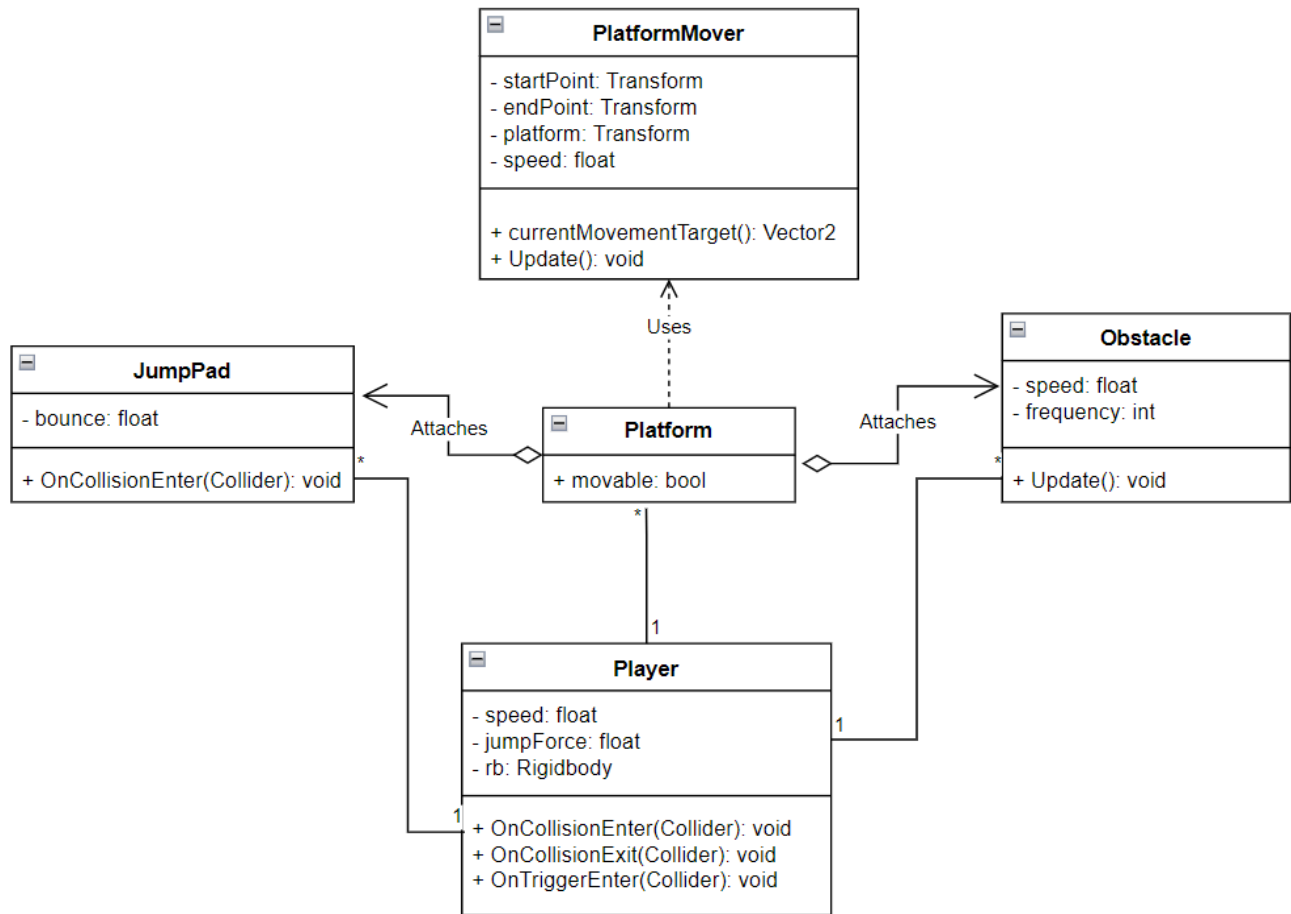 PlatformMover
- startPoint: Transform
- endPoint: Transform
- platform: Transform
- speed: float
+ currentMovementTarget(): Vector2
+ Update(): void
Uses
JumpPad
- bounce: float
+ OnCollisionEnter(Collider): void
*
Attaches
Platform
+ movable: bool
*
Attaches
Obstacle
- speed: float
- frequency: int
+ Update(): void
*
1
Player
- speed: float
- jumpForce: float
- rb: Rigidbody
+ OnCollisionEnter(Collider): void
+ OnCollisionExit(Collider): void
+ OnTriggerEnter(Collider): void
1
1